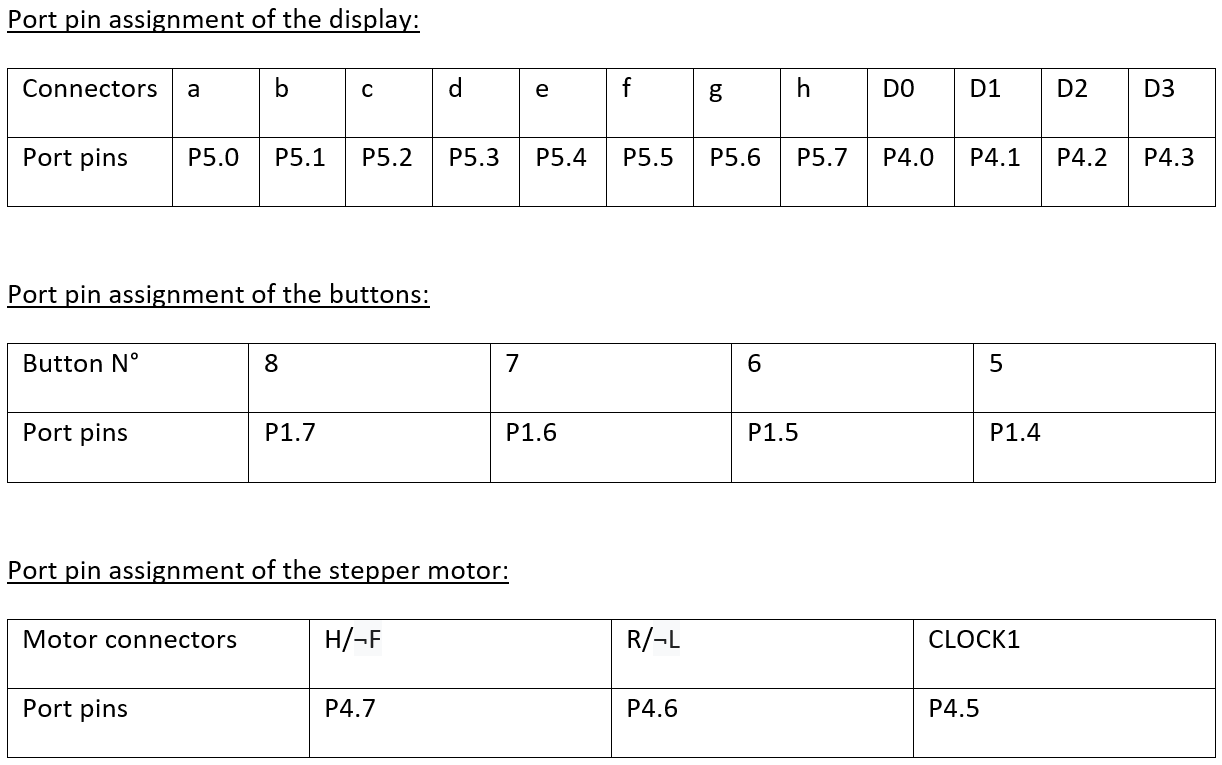 Port pin assignment of the display:
Connectors a b c d e f g h D0 D1 D2 D3
Port pins P5.0 P5.1 P5.2 P5.3 P5.4 P5.5 P5.6 P5.7 P4.0 P4.1 P4.2 P4.3
Port pin assignment of the buttons:
Button N° 8 7 6 5
Port pins P1.7 P1.6 P1.5 P1.4
Port pin assignment of the stepper motor:
Motor connectors H/¬F R/¬L CLOCK1
Port pins P4.7 P4.6 P4.5